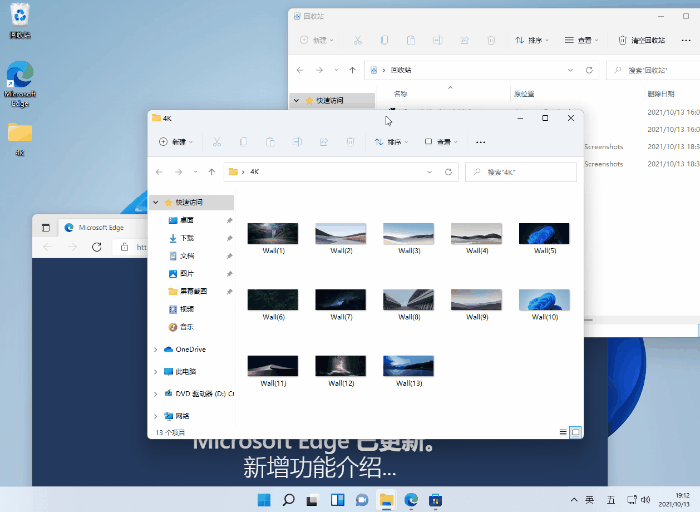 回收站
Microsoft
Edge
4K
回收站
新建
排序
查看
清空回收站
回收站
搜索"回收站"
名称
原位置
删除日期
快速访问
2021/10/13 16:0
2021/10/13 16:0
Screenshots
2021/10/13 18:3
Screenshots
2021/10/13 18:3
Microsoft Edge
4K
新建
排序
查看
4K
搜索"4K"
快速访问
桌面
下载
文档
图片
屏幕截图
视频
音乐
OneDrive
此电脑
DVD 驱动器 (D:) C
网络
Wall(1)
Wall(2)
Wall(3)
Wall(4)
Wall(5)
Wall(6)
Wall(7)
Wall(8)
Wall(9)
Wall(10)
Wall(11)
Wall(12)
Wall(13)
13 个项目
Microsoft Edge 已更新。
新增功能介绍...
英
五
19:12
2021/10/13